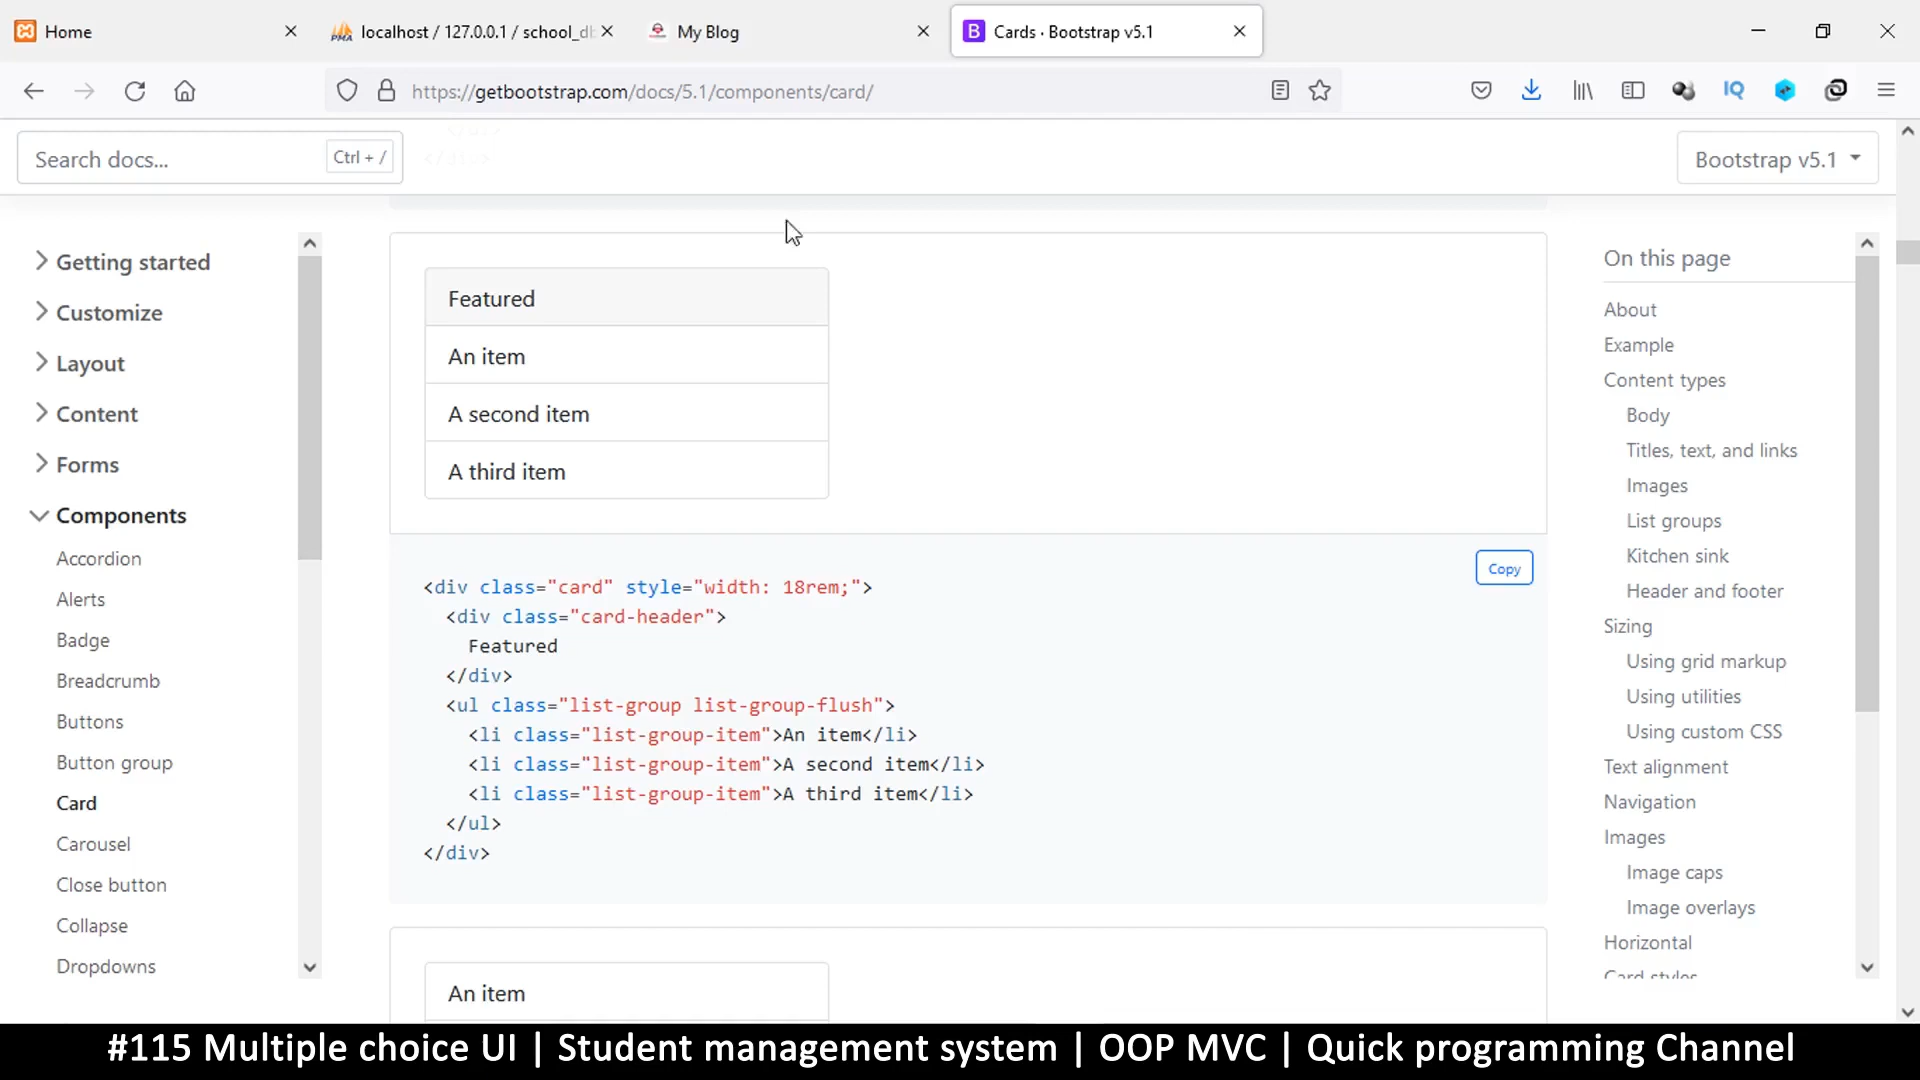 Home
localhost / 127.0.0.1 / school_db
My Blog
B Cards · Bootstrap v5.1
https://getbootstrap.com/docs/5.1/components/card/
IQ
Search docs...
Ctrl + /
Bootstrap v5.1
Getting started
Customize
Layout
Content
Forms
Components
Accordion
Alerts
Badge
Breadcrumb
Buttons
Button group
Card
Carousel
Close button
Collapse
Dropdowns
Featured
An item
A second item
A third item
Copy
<div class="card" style="width: 18rem;">
<div class="card-header">
Featured
</div>
<ul class="list-group list-group-flush">
<li class="list-group-item">An item</li>
<li class="list-group-item">A second item</li>
<li class="list-group-item">A third item</li>
</ul>
</div>
An item
On this page
About
Example
Content types
Body
Titles, text, and links
Images
List groups
Kitchen sink
Header and footer
Sizing
Using grid markup
Using utilities
Using custom CSS
Text alignment
Navigation
Images
Image caps
Image overlays
Horizontal
Card styles
#115 Multiple choice UI | Student management system | OOP MVC | Quick programming Channel